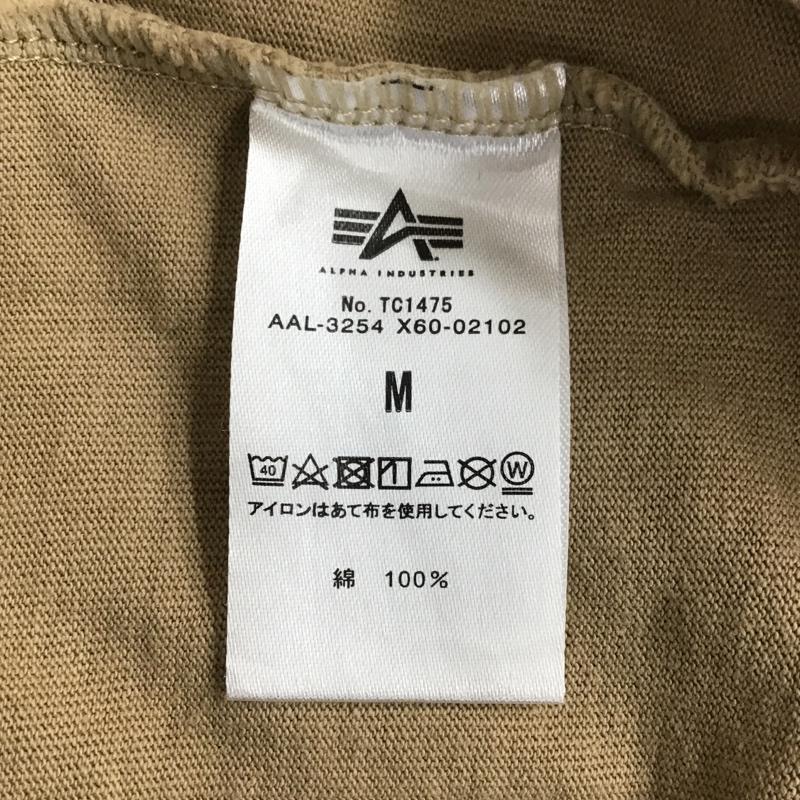 ALPHA INDUSTRIES
No. TC1475
AAL-3254 X60-02102
M
40 W
アイロンはあて布を使用してください。
綿 100%